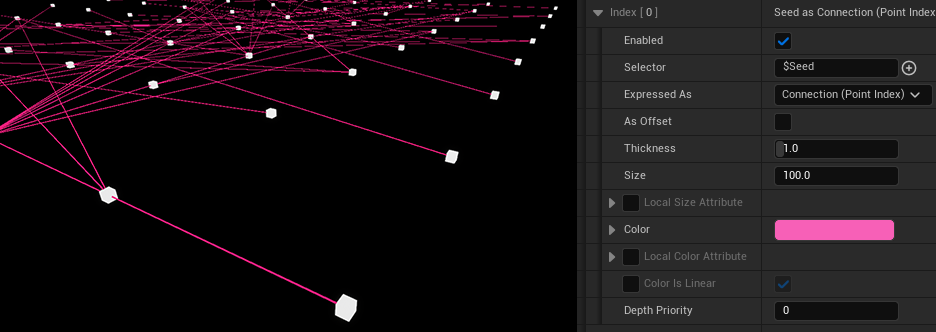 Index [ 0 ] Seed as Connection (Point Index
Enabled
Selector $Seed
Expressed As Connection (Point Index)
As Offset
Thickness 1.0
Size 100.0
Local Size Attribute
Color
Local Color Attribute
Color Is Linear
Depth Priority 0